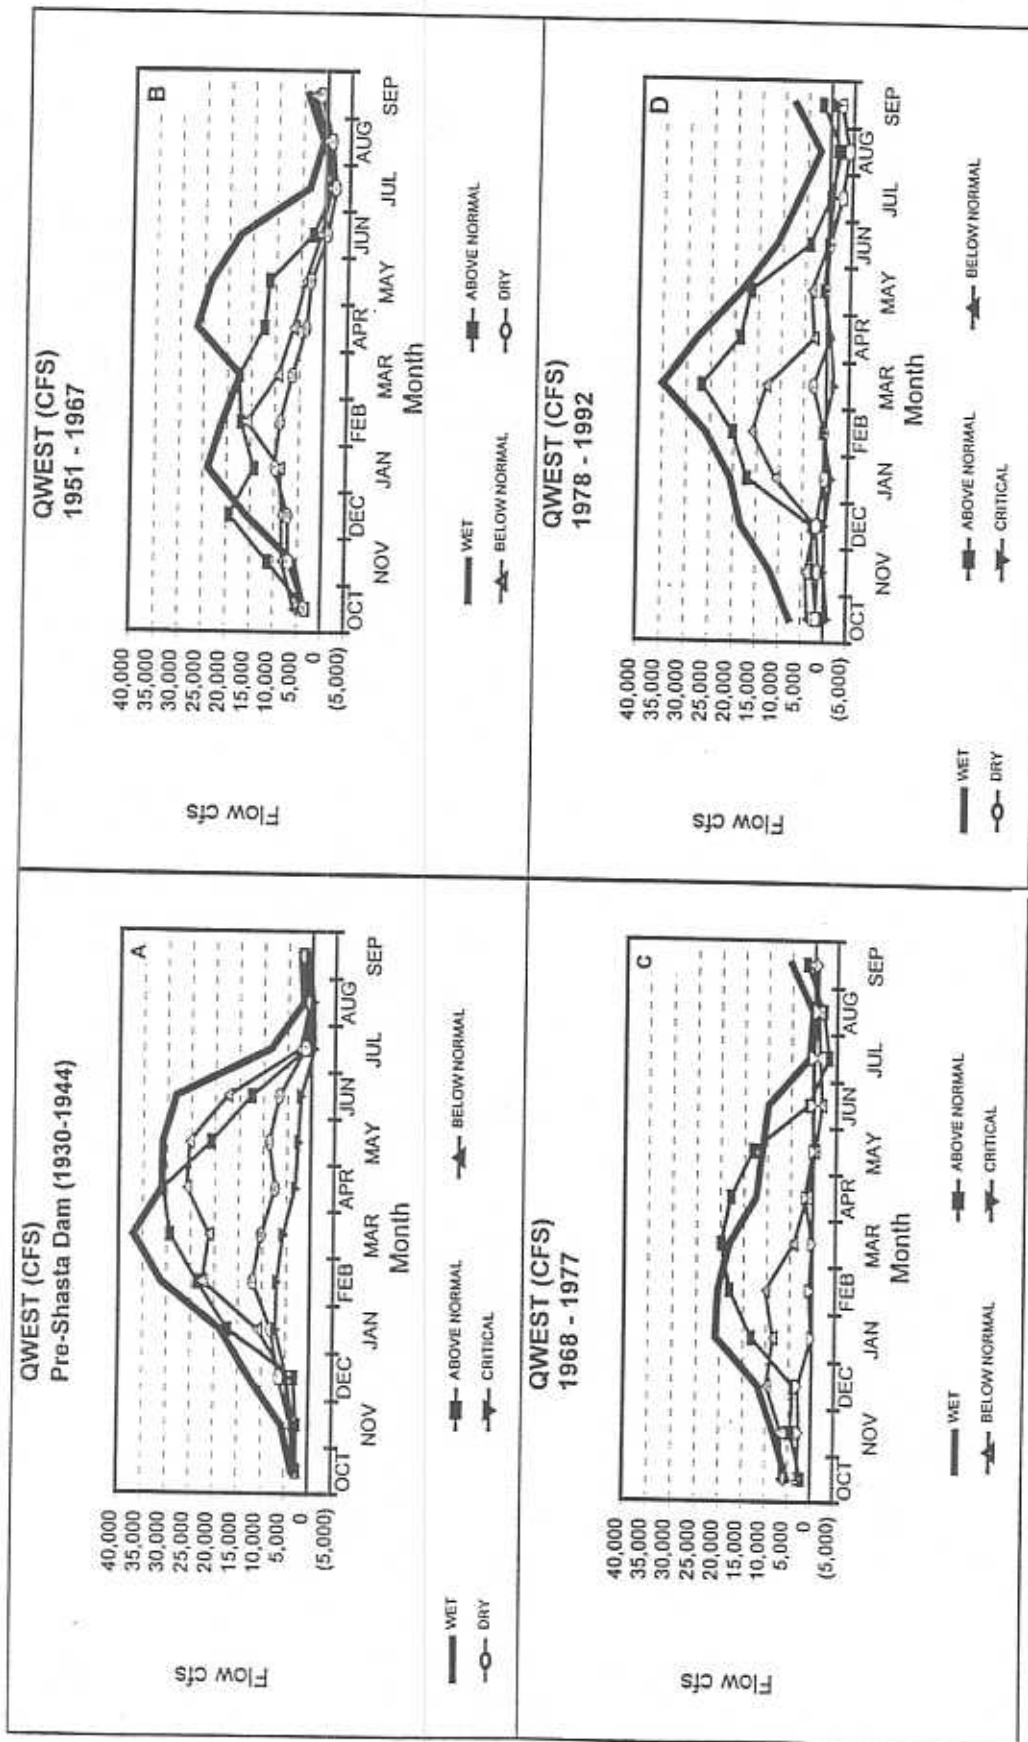 QWEST (CFS)
Pre-Shasta Dam (1930-1944)
A
Flow cfs
40,000
35,000
30,000
25,000
20,000
15,000
10,000
5,000
0
(5,000)
OCT NOV DEC JAN FEB MAR APR MAY JUN JUL AUG SEP
Month
WET ABOVE NORMAL BELOW NORMAL
DRY CRITICAL
QWEST (CFS)
1951 - 1967
B
Flow cfs
40,000
35,000
30,000
25,000
20,000
15,000
10,000
5,000
0
(5,000)
OCT NOV DEC JAN FEB MAR APR MAY JUN JUL AUG SEP
Month
WET ABOVE NORMAL
BELOW NORMAL DRY
QWEST (CFS)
1968 - 1977
C
Flow cfs
40,000
35,000
30,000
25,000
20,000
15,000
10,000
5,000
0
(5,000)
OCT NOV DEC JAN FEB MAR APR MAY JUN JUL AUG SEP
Month
WET ABOVE NORMAL
BELOW NORMAL CRITICAL
QWEST (CFS)
1978 - 1992
D
Flow cfs
40,000
35,000
30,000
25,000
20,000
15,000
10,000
5,000
0
(5,000)
OCT NOV DEC JAN FEB MAR APR MAY JUN JUL AUG SEP
Month
WET ABOVE NORMAL BELOW NORMAL
DRY CRITICAL